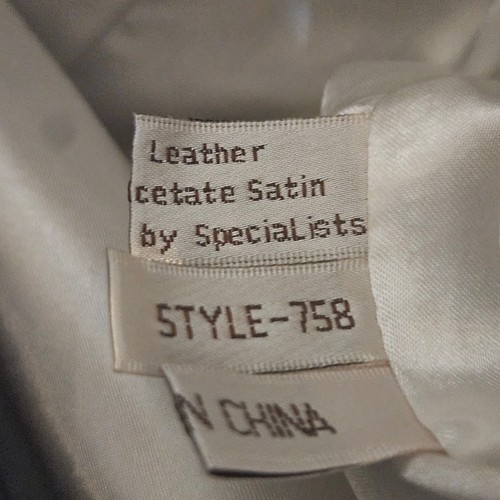 Leather
cetate Satin
by SpeciaLists
STYLE-758
N CHINA